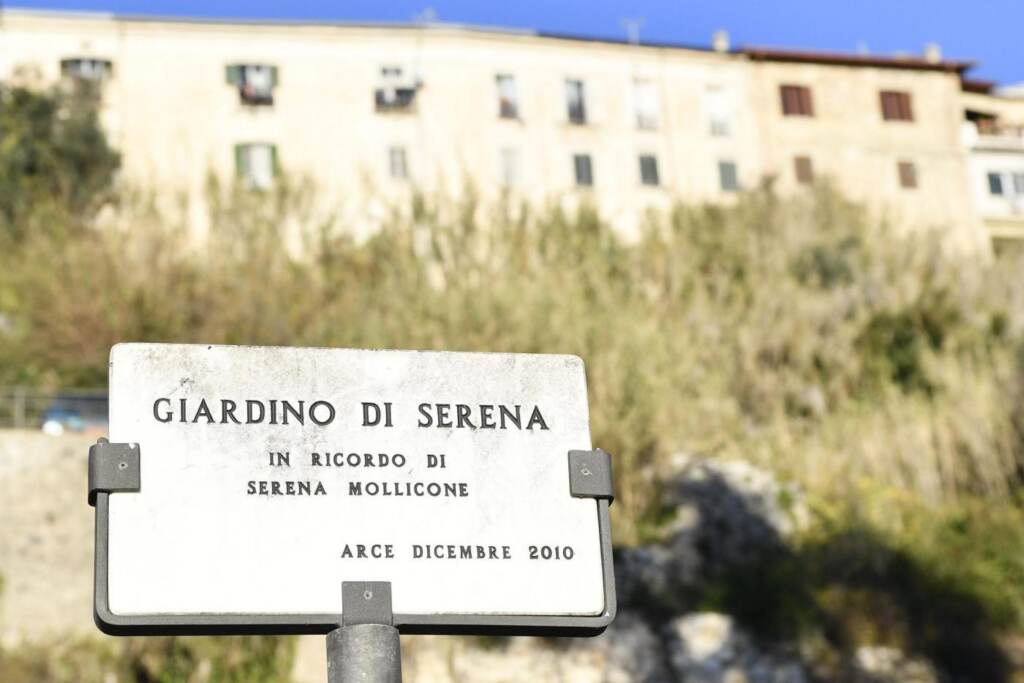 GIARDINO DI SERENA
IN RICORDO DI
SERENA MOLLICONE
ARCE DICEMBRE 2010